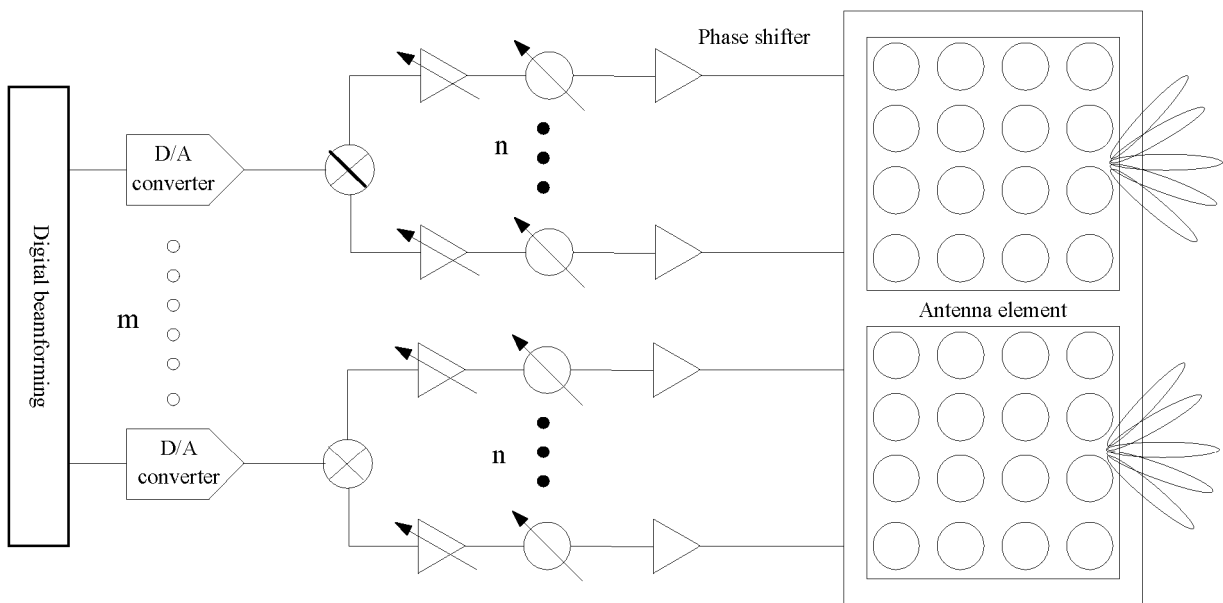 Phase shifter
D/A
converter
n
Digital beamforming
m
Antenna element
D/A
converter
n